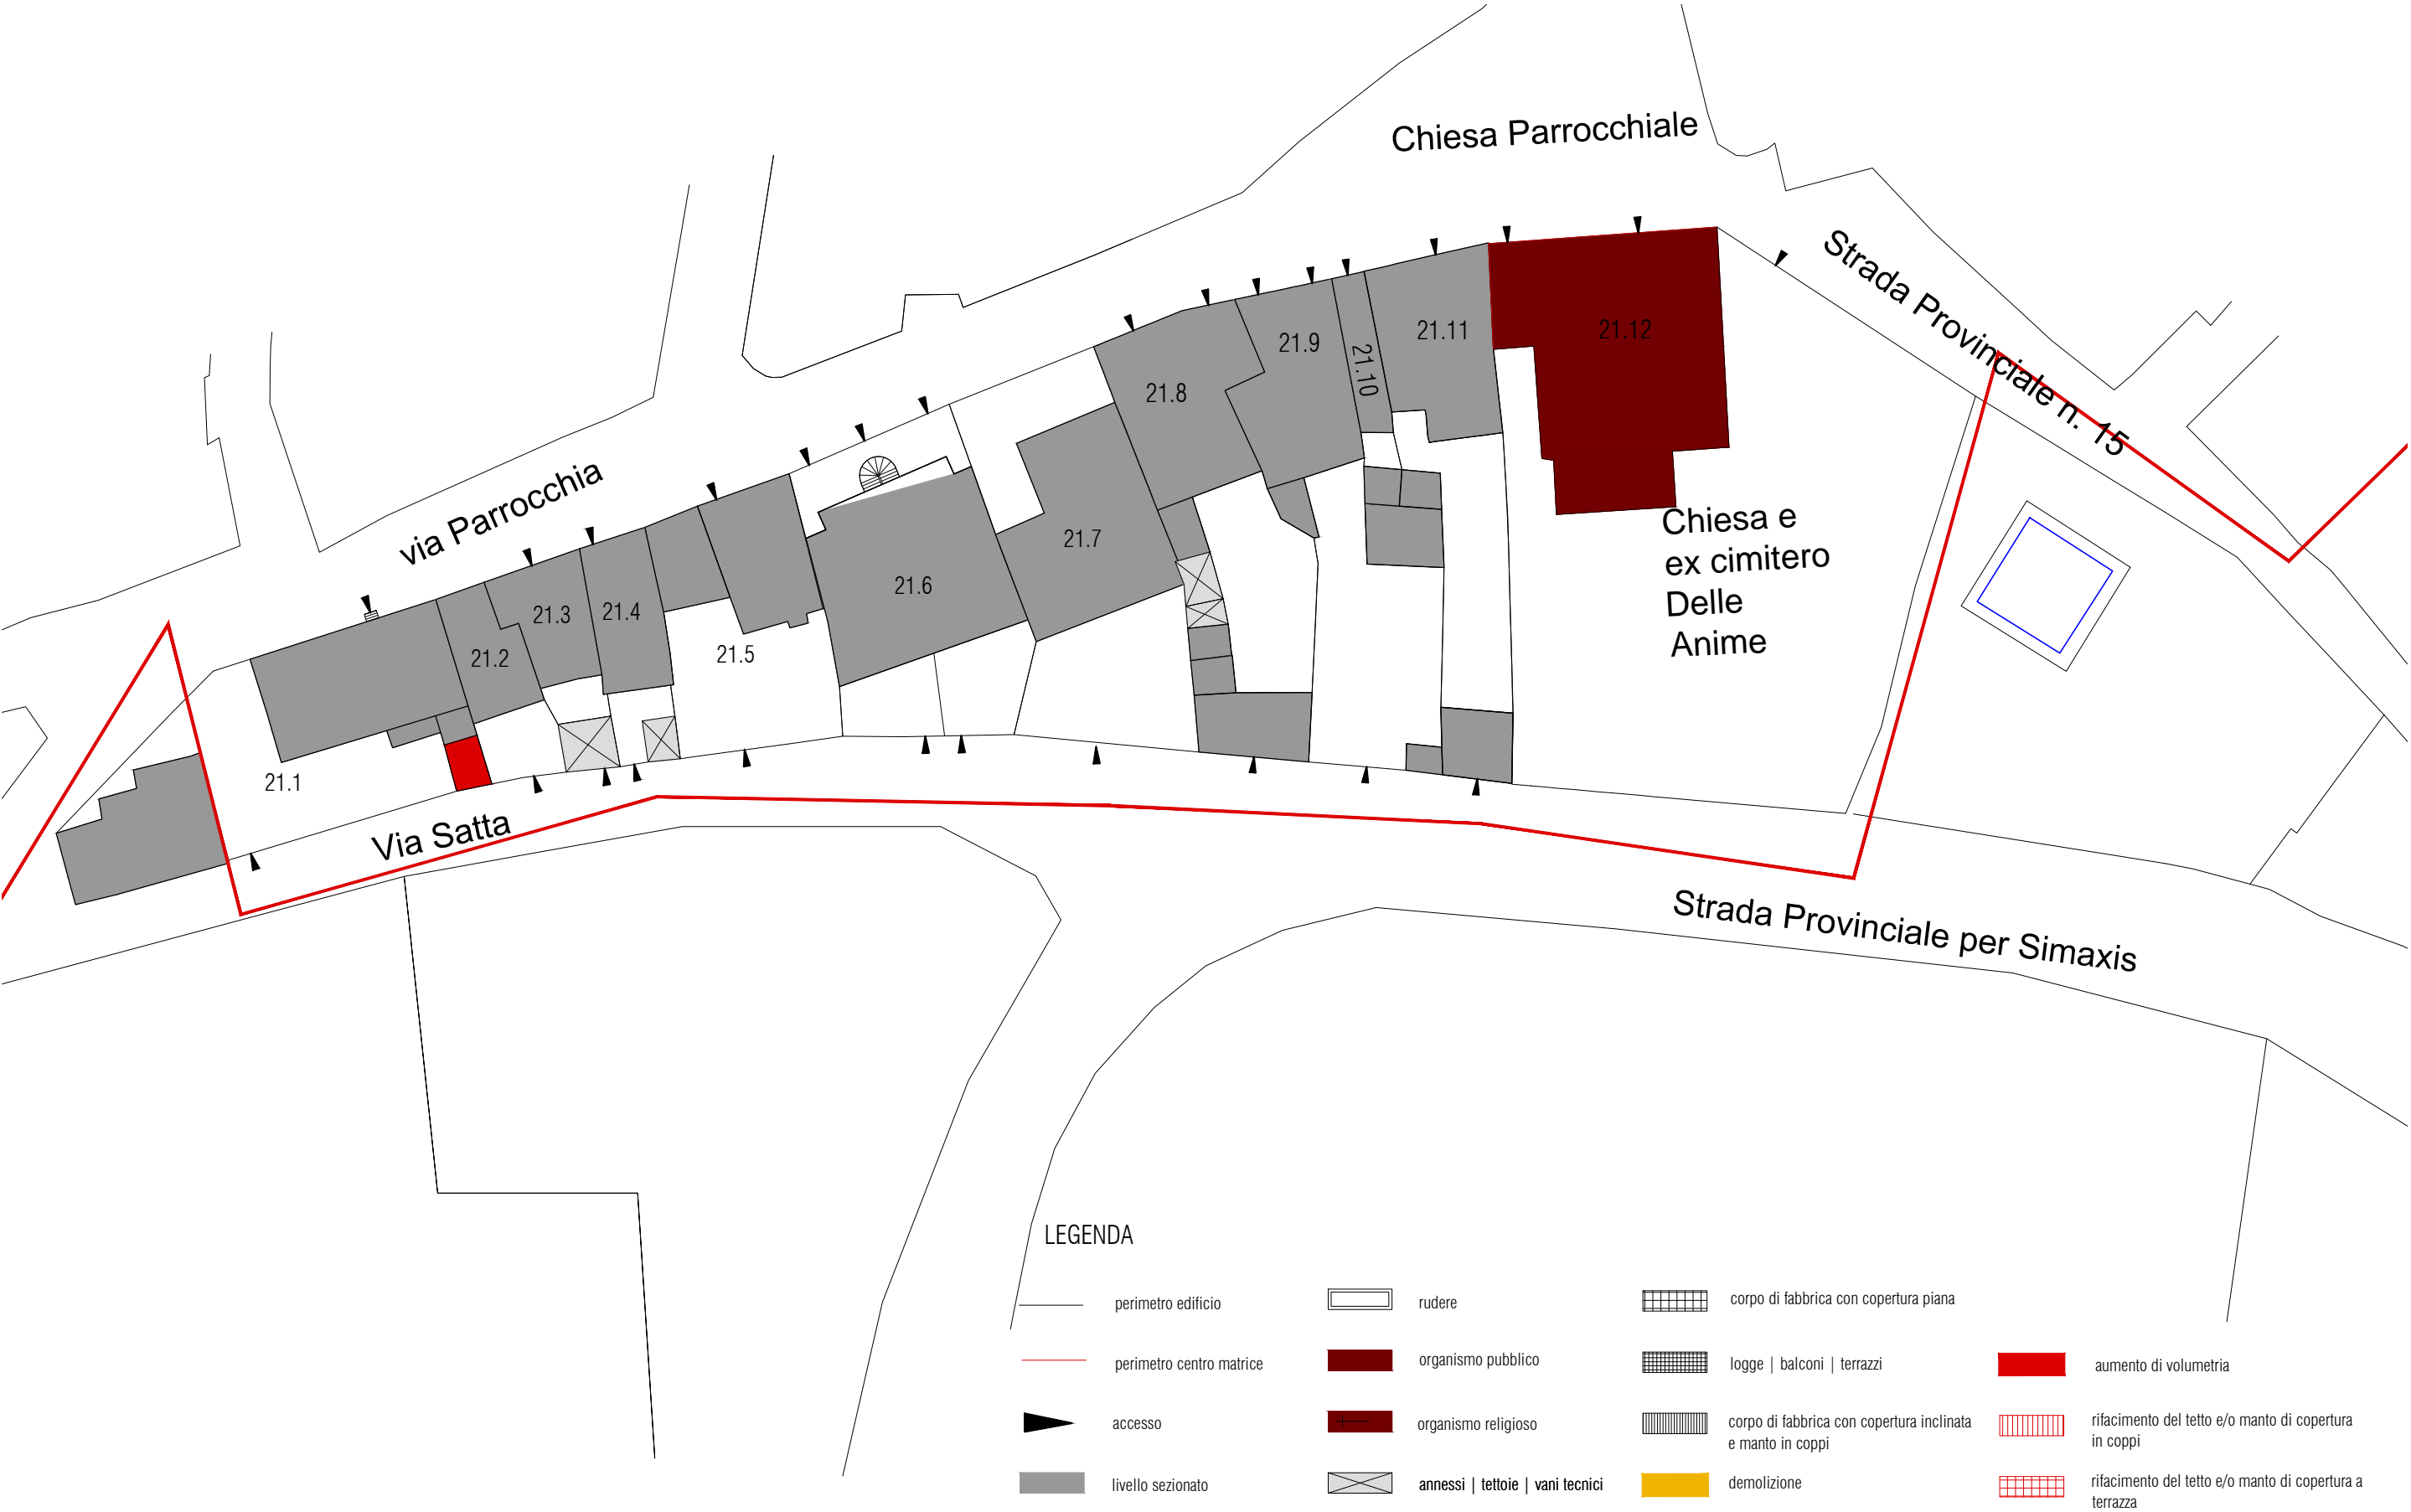 Chiesa Parrocchiale
Strada Provinciale n. 15
via Parrocchia
21.12
21.11
21.10
21.9
21.8
21.7
21.6
21.5
21.4
21.3
21.2
21.1
Chiesa e
ex cimitero
Delle
Anime
Via Satta
Strada Provinciale per Simaxis
LEGENDA
perimetro edificio
perimetro centro matrice
accesso
livello sezionato
rudere
organismo pubblico
organismo religioso
annessi | tettoie | vani tecnici
corpo di fabbrica con copertura piana
logge | balconi | terrazzi
corpo di fabbrica con copertura inclinata
e manto in coppi
demolizione
aumento di volumetria
rifacimento del tetto e/o manto di copertura
in coppi
rifacimento del tetto e/o manto di copertura a
terrazza